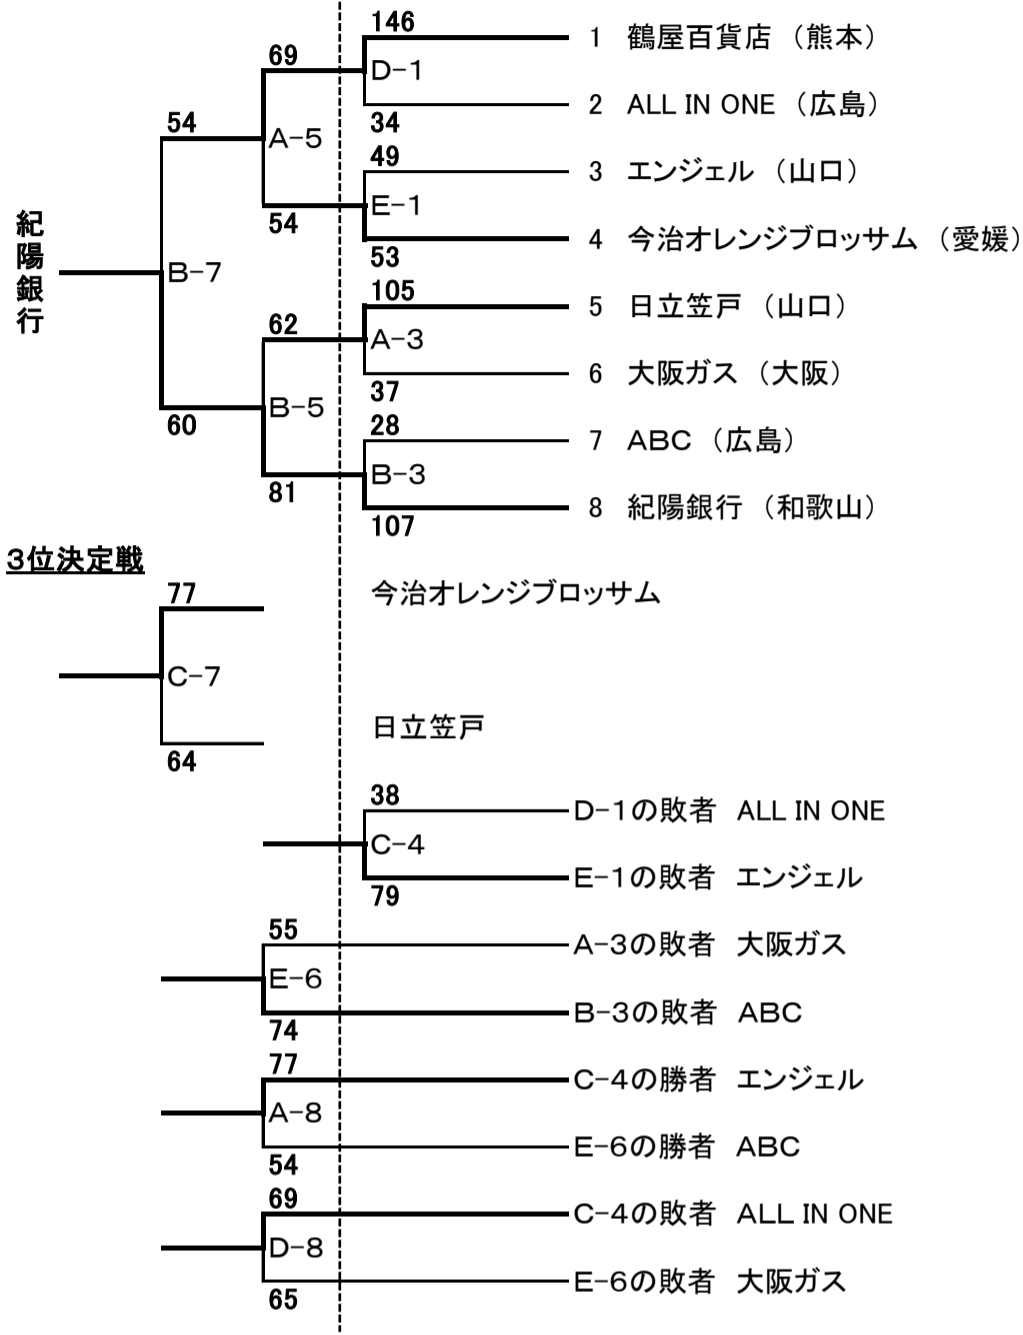 146
1 鶴屋百貨店 （熊本）
69
D-1
2 ALL IN ONE （広島）
34
54
A-5
49
3 エンジェル （山口）
E-1
54
4 今治オレンジブロッサム （愛媛）
53
紀陽銀行
B-7
105
5 日立笠戸 （山口）
62
A-3
6 大阪ガス （大阪）
37
60
B-5
28
7 ABC （広島）
B-3
81
8 紀陽銀行 （和歌山）
107
3位決定戦
77
今治オレンジブロッサム
C-7
日立笠戸
64
38
D-1の敗者 ALL IN ONE
C-4
E-1の敗者 エンジェル
79
55
A-3の敗者 大阪ガス
E-6
B-3の敗者 ABC
74
77
C-4の勝者 エンジェル
A-8
E-6の勝者 ABC
54
69
C-4の敗者 ALL IN ONE
D-8
E-6の敗者 大阪ガス
65